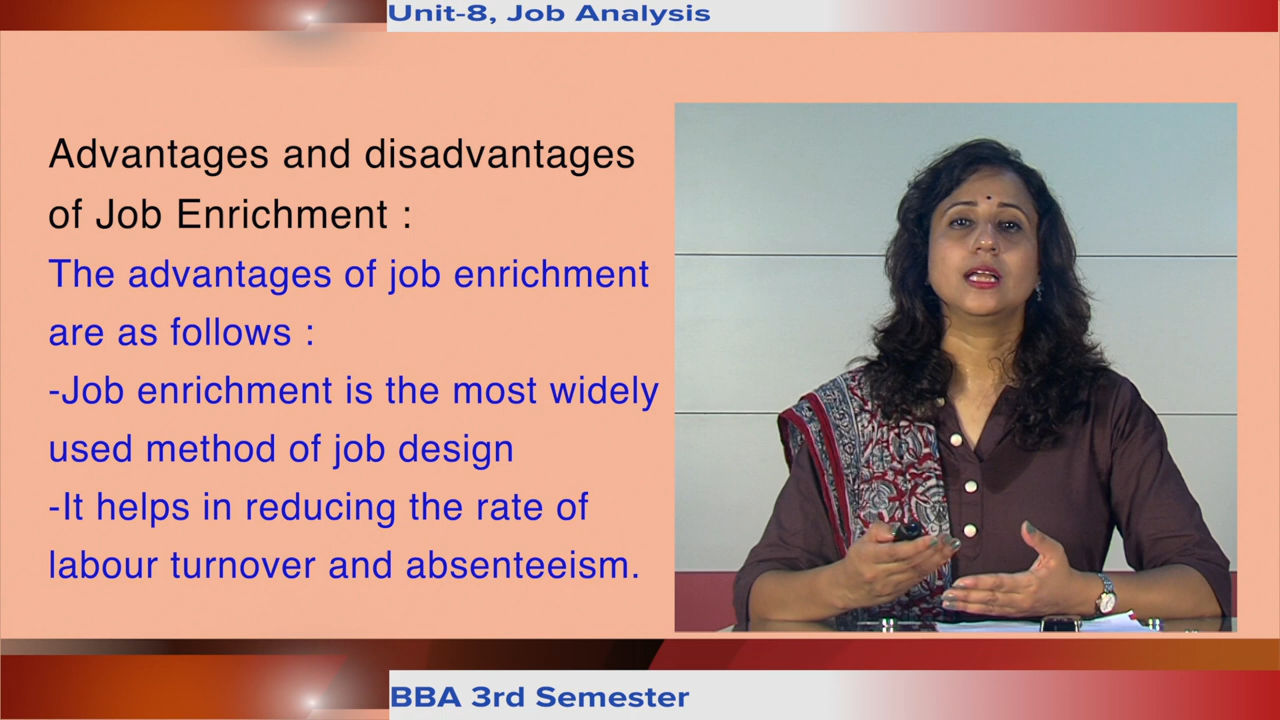 Unit-8, Job Analysis
Advantages and disadvantages
of Job Enrichment :
The advantages of job enrichment
are as follows :
-Job enrichment is the most widely
used method of job design
-It helps in reducing the rate of
labour turnover and absenteeism.
BBA 3rd Semester